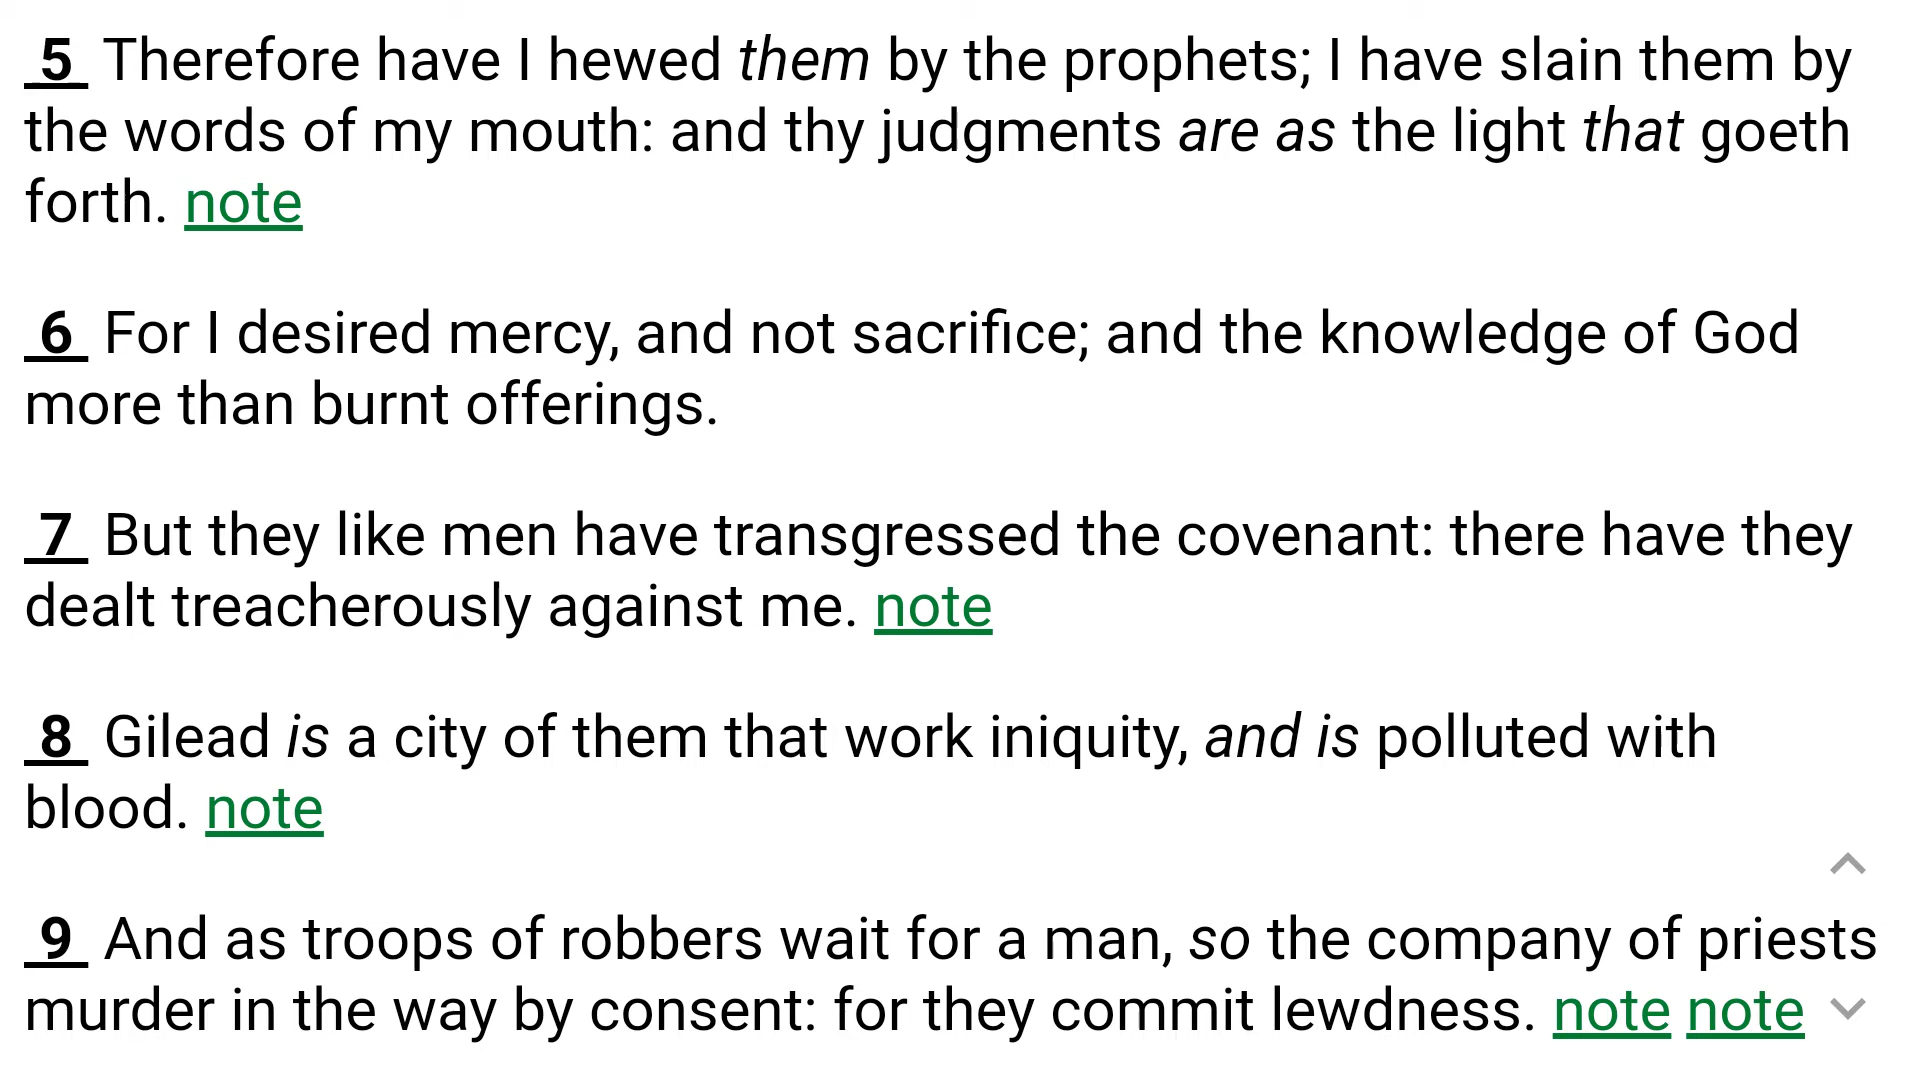 5 Therefore have I hewed them by the prophets; I have slain them by
the words of my mouth: and thy judgments are as the light that goeth
forth. note
6 For I desired mercy, and not sacrifice; and the knowledge of God
more than burnt offerings.
7 But they like men have transgressed the covenant: there have they
dealt treacherously against me. note
8 Gilead is a city of them that work iniquity, and is polluted with
blood. note
9 And as troops of robbers wait for a man, so the company of priests
murder in the way by consent: for they commit lewdness. note note